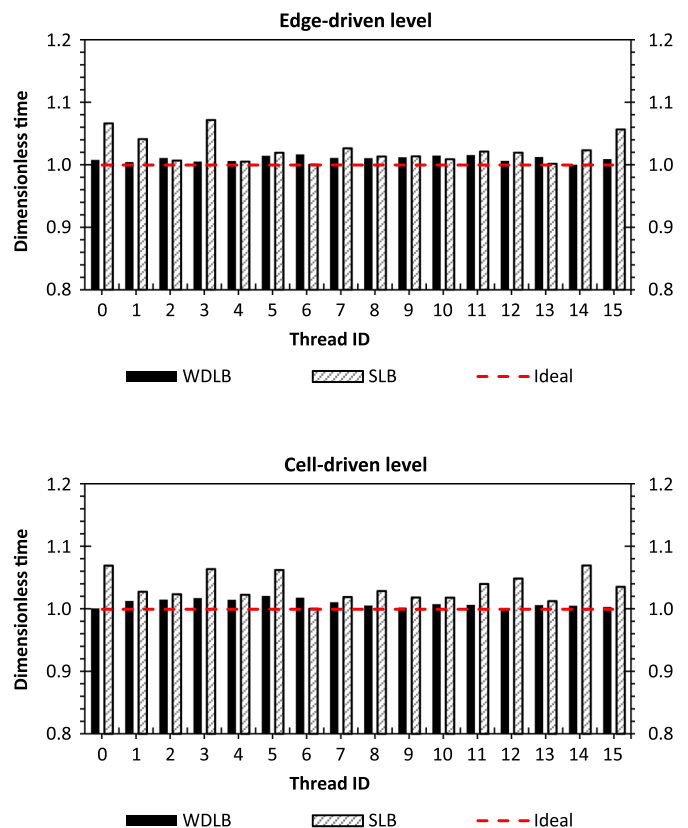 Edge-driven level
1.2 1.2
1.1 1.1
1.0 1.0
0.9 0.9
0.8 0.8
Dimensionless time
0 1 2 3 4 5 6 7 8 9 10 11 12 13 14 15
Thread ID
WDLB SLB Ideal
Cell-driven level
1.2 1.2
1.1 1.1
1.0 1.0
0.9 0.9
0.8 0.8
Dimensionless time
0 1 2 3 4 5 6 7 8 9 10 11 12 13 14 15
Thread ID
WDLB SLB Ideal